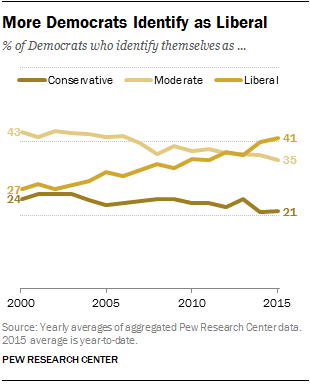 More Democrats Identify as Liberal
% of Democrats who identify themselves as ...
Conservative Moderate Liberal
43
27
24
41
35
21
2000 2005 2010 2015
Source: Yearly averages of aggregated Pew Research Center data.
2015 average is year-to-date.
PEW RESEARCH CENTER